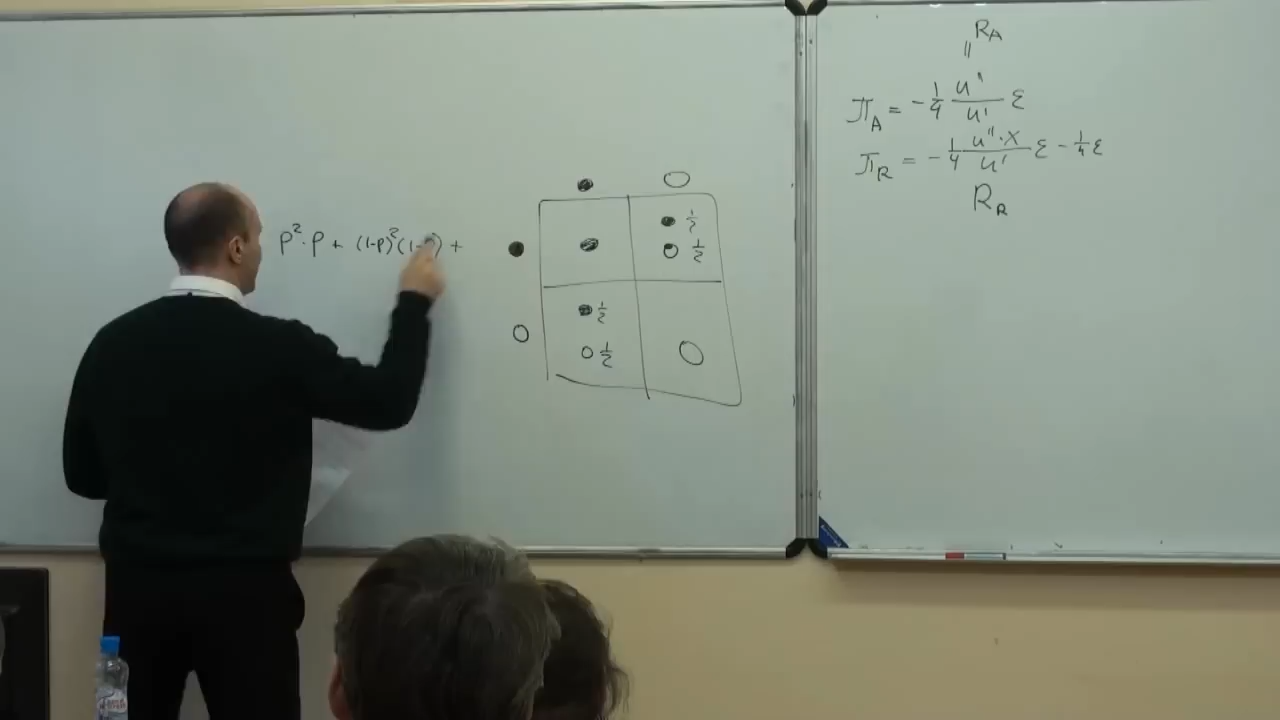 p²·p + (1-p)²(1-p) +
1/2
1/2
1/2
1/2
R_A
=
π_A = -1/4 u''/u' ε
π_R = -1/4 u''·x/u' ε - 1/4 ε
R_R